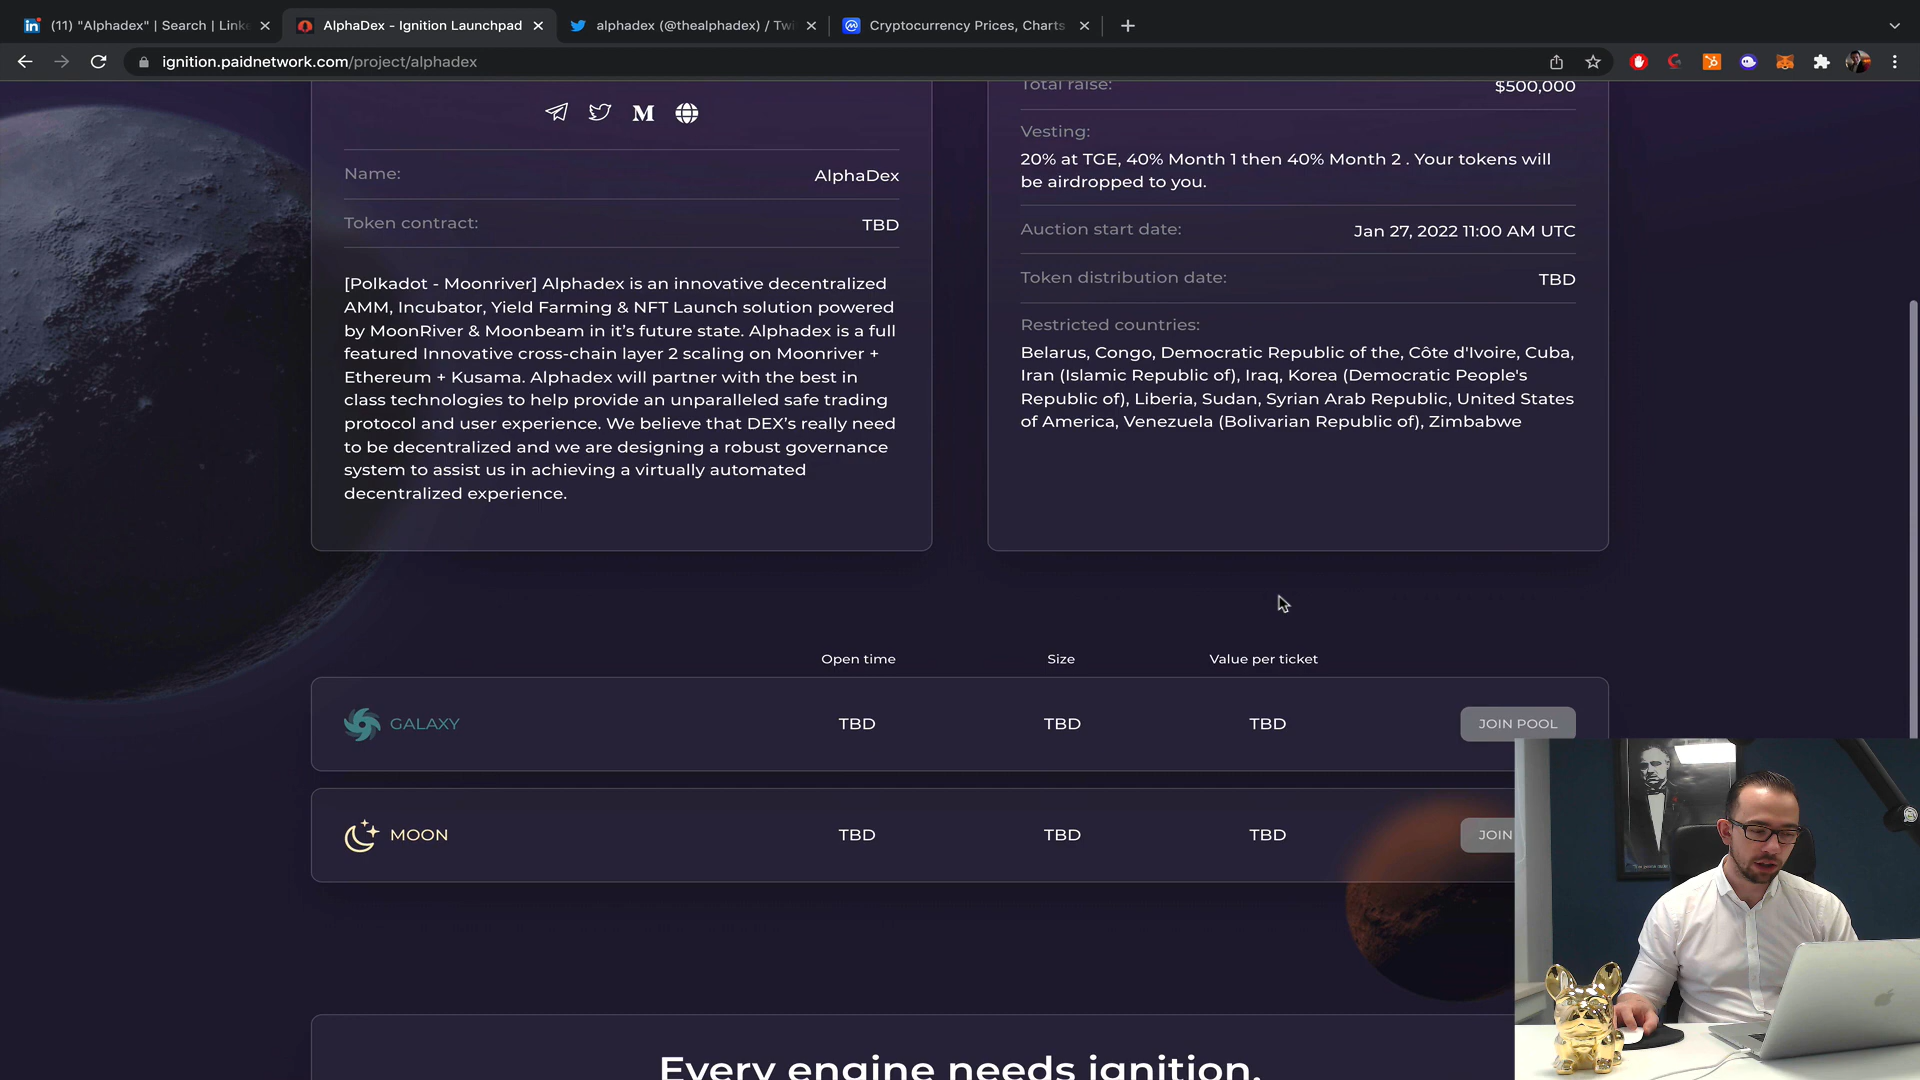 (11) "Alphadex" | Search | Linke
AlphaDex - Ignition Launchpad
alphadex (@thealphadex) / Twi
Cryptocurrency Prices, Charts
ignition.paidnetwork.com/project/alphadex
Name: AlphaDex
Token contract: TBD
[Polkadot - Moonriver] Alphadex is an innovative decentralized
AMM, Incubator, Yield Farming & NFT Launch solution powered
by MoonRiver & Moonbeam in it's future state. Alphadex is a full
featured Innovative cross-chain layer 2 scaling on Moonriver +
Ethereum + Kusama. Alphadex will partner with the best in
class technologies to help provide an unparalleled safe trading
protocol and user experience. We believe that DEX's really need
to be decentralized and we are designing a robust governance
system to assist us in achieving a virtually automated
decentralized experience.
Total raise: $500,000
Vesting:
20% at TGE, 40% Month 1 then 40% Month 2 . Your tokens will
be airdropped to you.
Auction start date: Jan 27, 2022 11:00 AM UTC
Token distribution date: TBD
Restricted countries:
Belarus, Congo, Democratic Republic of the, Côte d'Ivoire, Cuba,
Iran (Islamic Republic of), Iraq, Korea (Democratic People's
Republic of), Liberia, Sudan, Syrian Arab Republic, United States
of America, Venezuela (Bolivarian Republic of), Zimbabwe
Open time Size Value per ticket
GALAXY TBD TBD TBD JOIN POOL
MOON TBD TBD TBD JOIN
Every engine needs ignition.